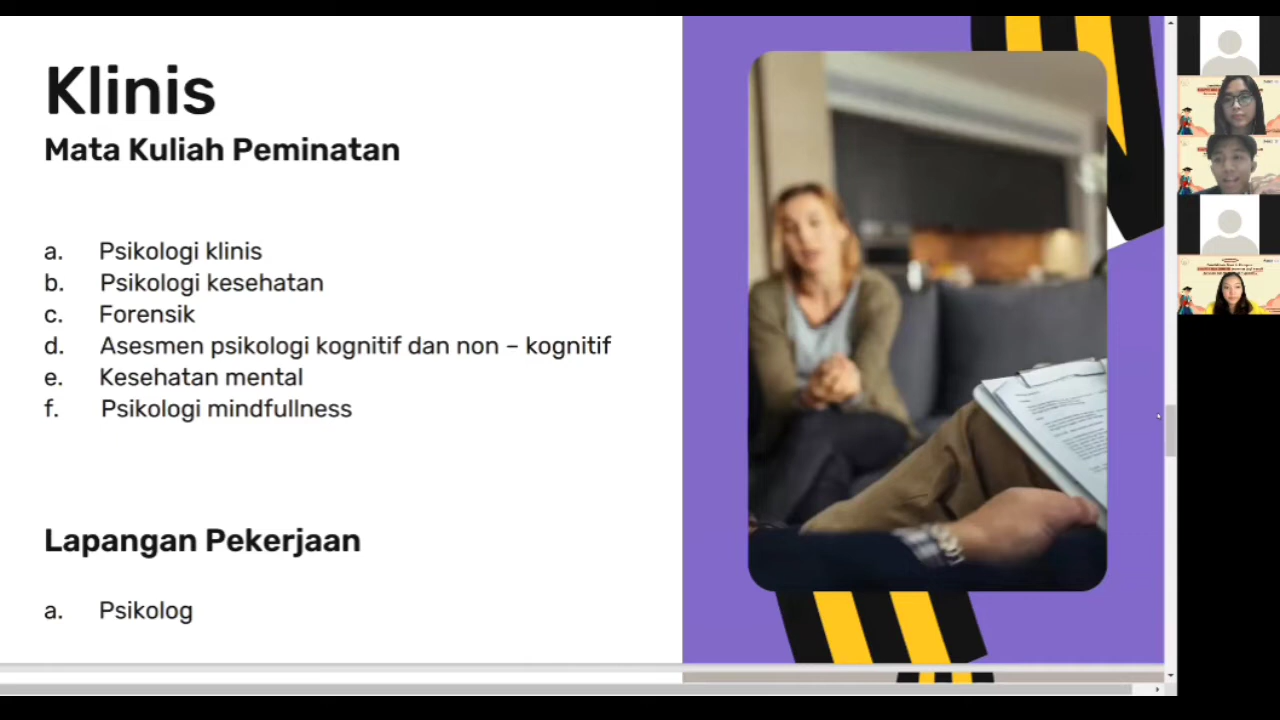 Klinis
Mata Kuliah Peminatan
a. Psikologi klinis
b. Psikologi kesehatan
c. Forensik
d. Asesmen psikologi kognitif dan non – kognitif
e. Kesehatan mental
f. Psikologi mindfullness
Lapangan Pekerjaan
a. Psikolog